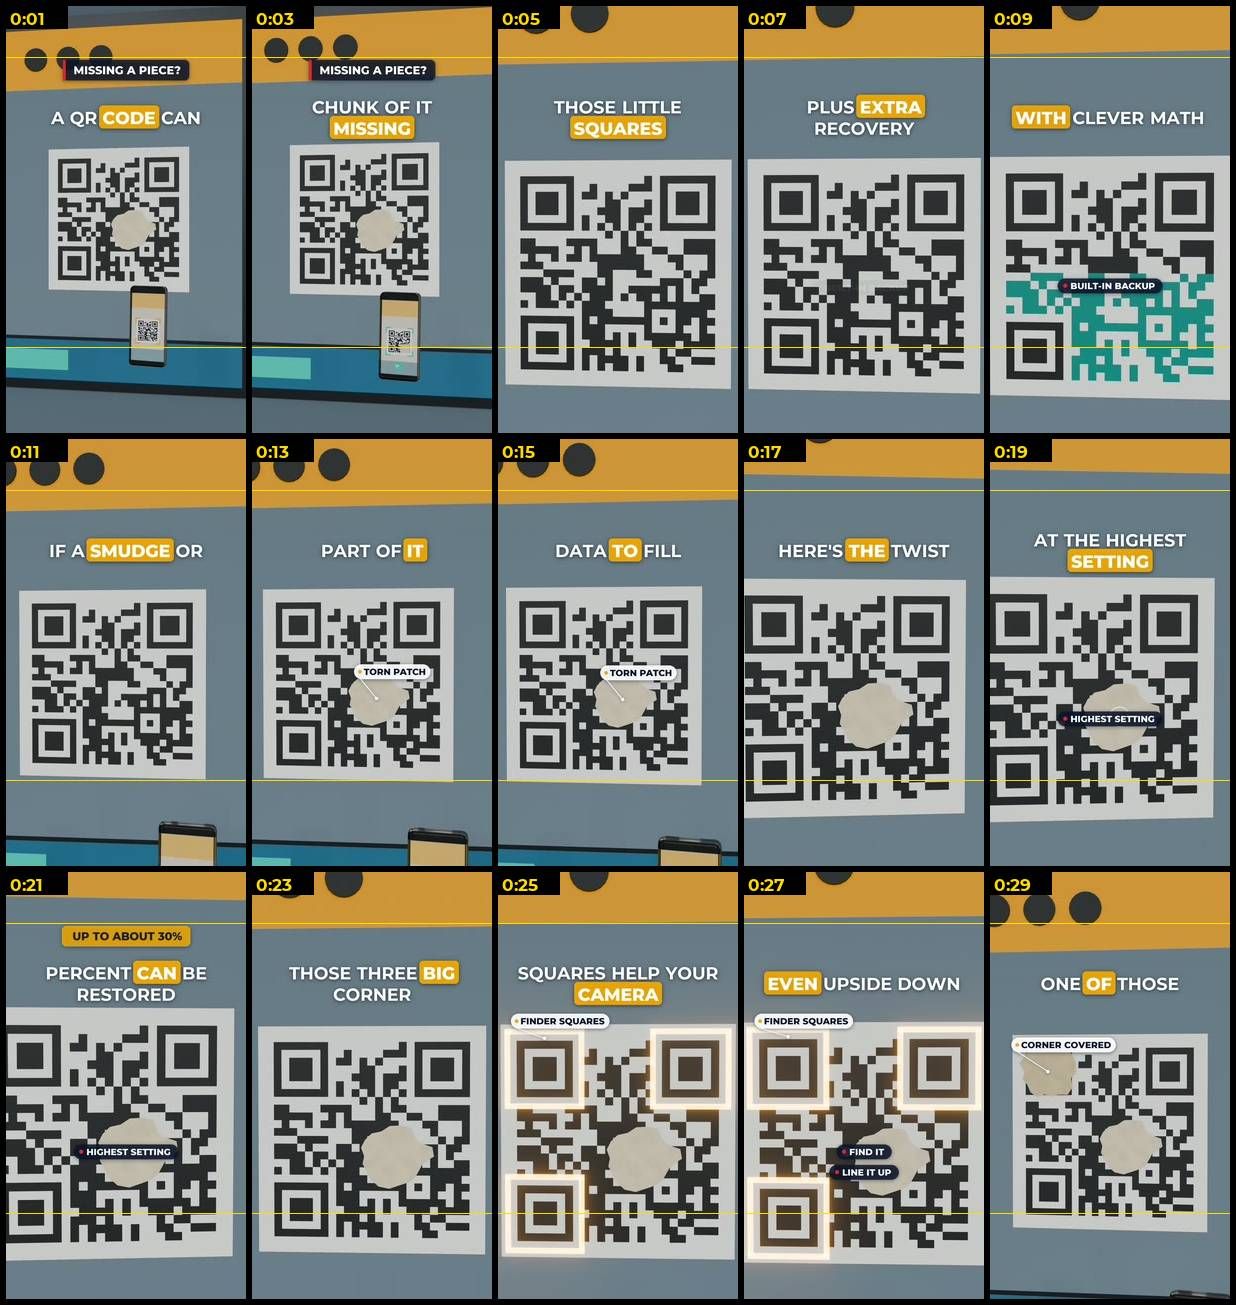 0:01
MISSING A PIECE?
A QR CODE CAN
0:03
MISSING A PIECE?
CHUNK OF IT
MISSING
0:05
THOSE LITTLE
SQUARES
0:07
PLUS EXTRA
RECOVERY
0:09
WITH CLEVER MATH
BUILT-IN BACKUP
0:11
IF A SMUDGE OR
0:13
PART OF IT
TORN PATCH
0:15
DATA TO FILL
TORN PATCH
0:17
HERE'S THE TWIST
0:19
AT THE HIGHEST
SETTING
HIGHEST SETTING
0:21
UP TO ABOUT 30%
PERCENT CAN BE
RESTORED
HIGHEST SETTING
0:23
THOSE THREE BIG
CORNER
0:25
SQUARES HELP YOUR
CAMERA
FINDER SQUARES
0:27
EVEN UPSIDE DOWN
FINDER SQUARES
FIND IT
LINE IT UP
0:29
ONE OF THOSE
CORNER COVERED